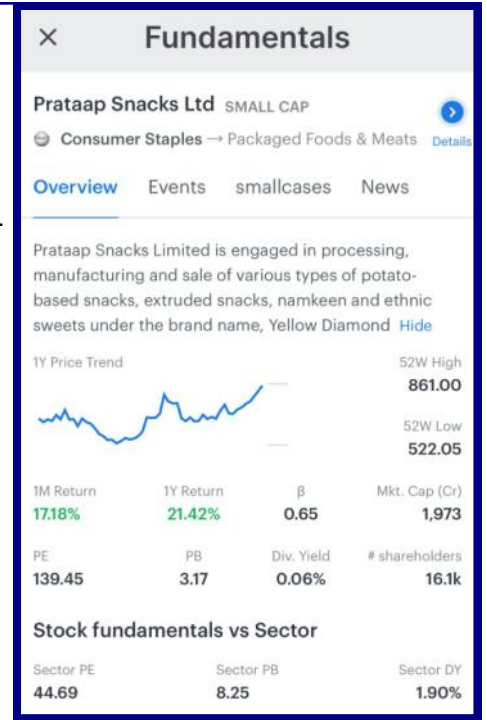 × Fundamentals
Prataap Snacks Ltd SMALL CAP
Consumer Staples → Packaged Foods & Meats Details
Overview Events smallcases News
Prataap Snacks Limited is engaged in processing,
manufacturing and sale of various types of potato-
based snacks, extruded snacks, namkeen and ethnic
sweets under the brand name, Yellow Diamond Hide
1Y Price Trend 52W High
861.00
52W Low
522.05
1M Return 1Y Return β Mkt. Cap (Cr)
17.18% 21.42% 0.65 1,973
PE PB Div. Yield # shareholders
139.45 3.17 0.06% 16.1k
Stock fundamentals vs Sector
Sector PE Sector PB Sector DY
44.69 8.25 1.90%